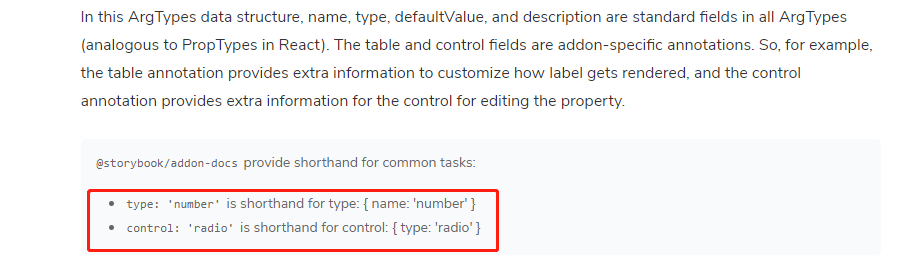 In this ArgTypes data structure, name, type, defaultValue, and description are standard fields in all ArgTypes
(analogous to PropTypes in React). The table and control fields are addon-specific annotations. So, for example,
the table annotation provides extra information to customize how label gets rendered, and the control
annotation provides extra information for the control for editing the property.
@storybook/addon-docs provide shorthand for common tasks:
• type: 'number' is shorthand for type: { name: 'number' }
• control: 'radio' is shorthand for control: { type: 'radio' }